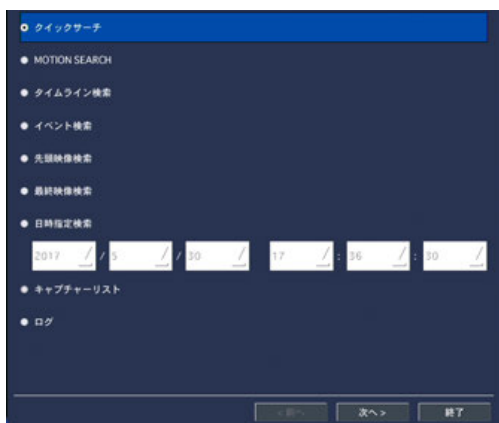 クイックサーチ
MOTION SEARCH
タイムライン検索
イベント検索
先頭映像検索
最終映像検索
日時指定検索
2017 / 5 / 30 17 : 36 : 30
キャプチャーリスト
ログ
<前へ 次へ> 終了